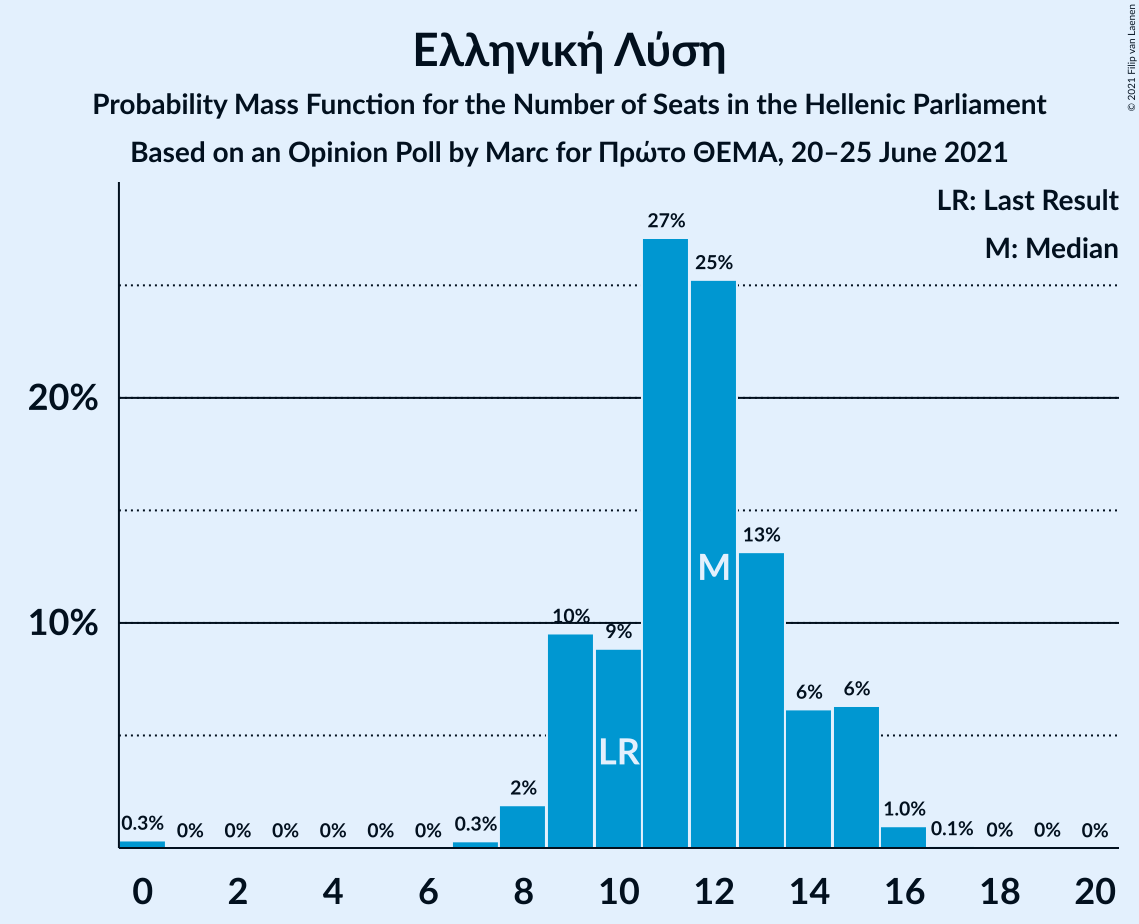 Ελληνική Λύση
Probability Mass Function for the Number of Seats in the Hellenic Parliament
Based on an Opinion Poll by Marc for Πρώτο ΘΕΜΑ, 20–25 June 2021
© 2021 Filip van Laenen
LR: Last Result
M: Median
27%
25%
20%
13%
M
10%
10%
9%
6%
6%
LR
2%
0.3%
0%
0%
0%
0%
0%
0%
0.3%
1.0%
0.1%
0%
0%
0%
0 2 4 6 8 10 12 14 16 18 20